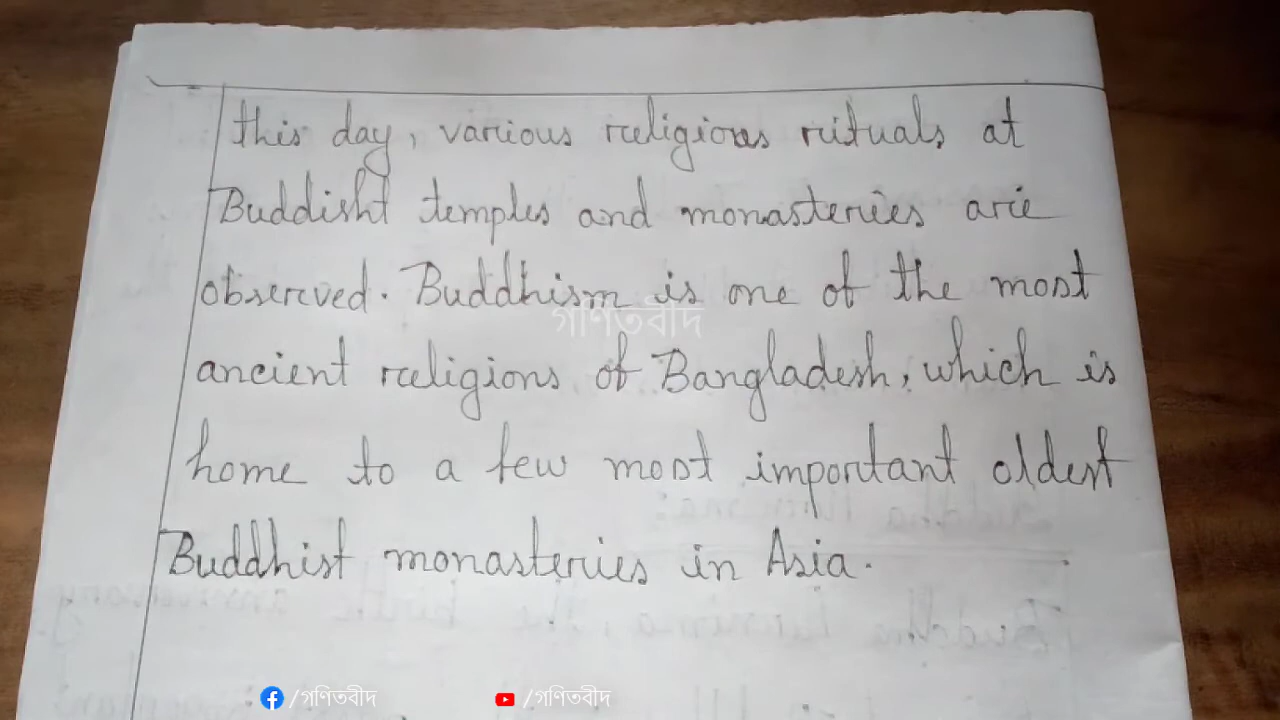 this day, various religious rituals at
Buddisht temples and monasteries are
observed. Buddhism is one of the most
গণিতবীদ
ancient religions of Bangladesh, which is
home to a few most important oldest
Buddhist monasteries in Asia.
/গণিতবীদ /গণিতবীদ